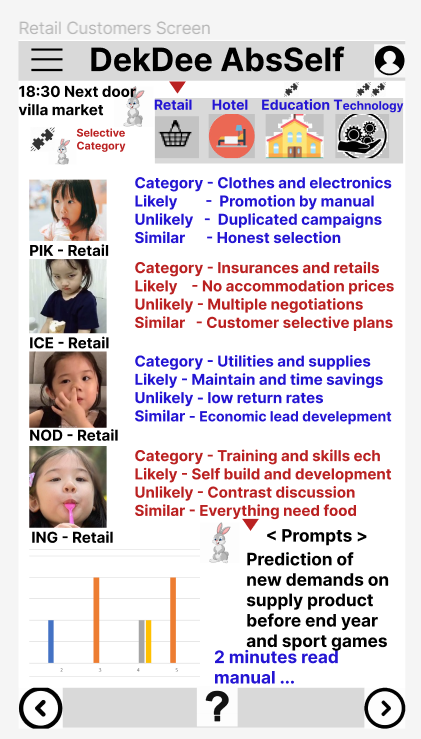 Retail Customers Screen
DekDee AbsSelf
18:30 Next door
villa market
Selective
Category
Retail Hotel Education Technology
Category - Clothes and electronics
Likely - Promotion by manual
Unlikely - Duplicated campaigns
Similar - Honest selection
PIK - Retail
Category - Insurances and retails
Likely - No accommodation prices
Unlikely - Multiple negotiations
Similar - Customer selective plans
ICE - Retail
Category - Utilities and supplies
Likely - Maintain and time savings
Unlikely - low return rates
Similar - Economic lead develepment
NOD - Retail
Category - Training and skills ech
Likely - Self build and development
Unlikely - Contrast discussion
Similar - Everything need food
ING - Retail
< Prompts >
Prediction of
new demands on
supply product
before end year
and sport games
2 minutes read
manual ...
2 3 4 5
?